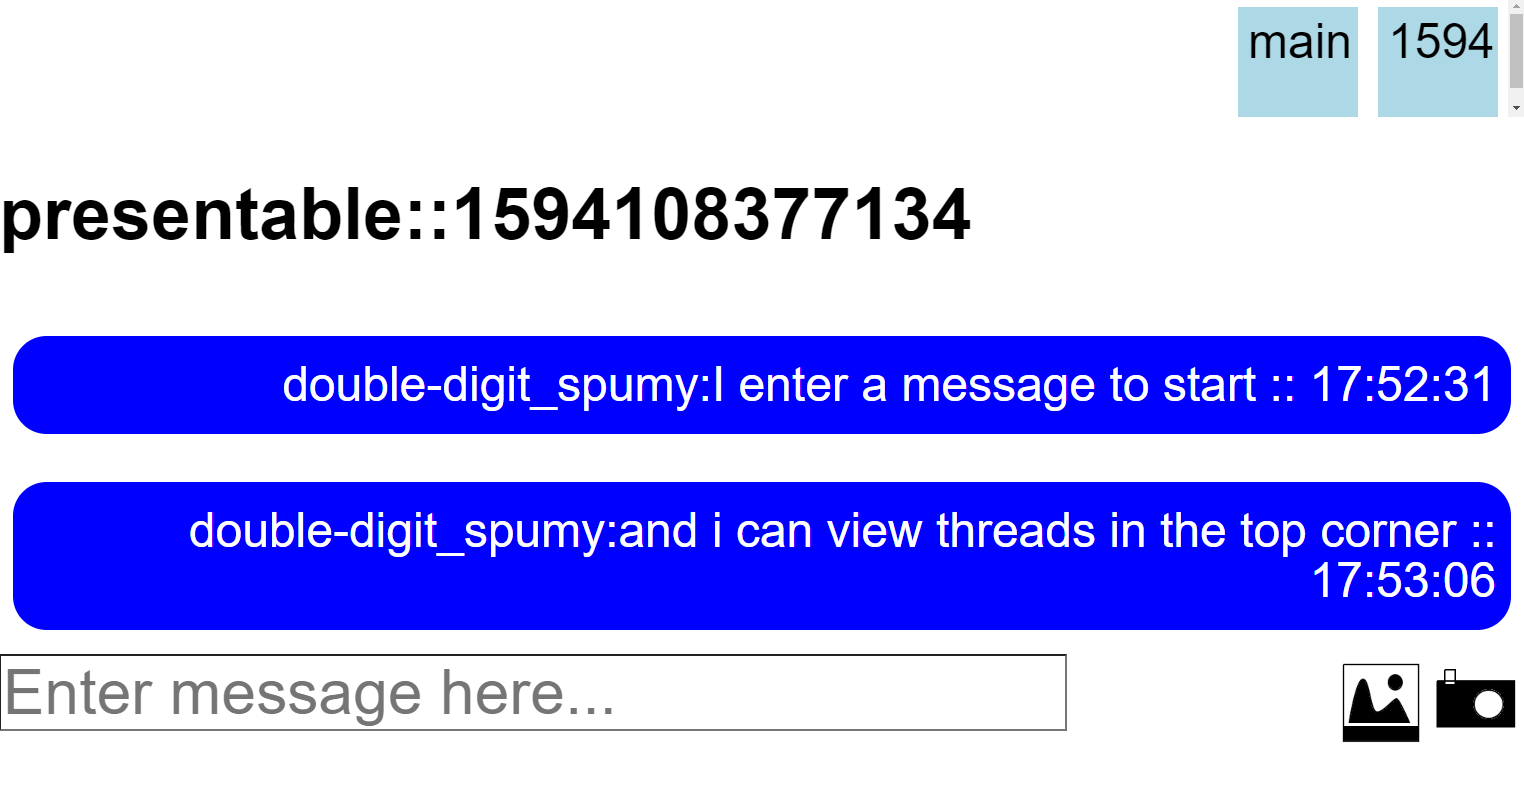 main 1594
presentable::1594108377134
double-digit_spumy:I enter a message to start :: 17:52:31
double-digit_spumy:and i can view threads in the top corner ::
17:53:06
Enter message here...